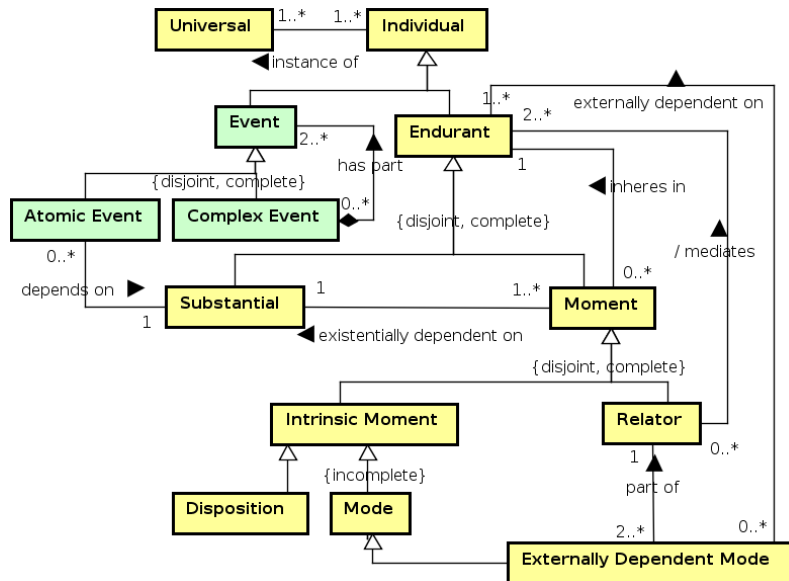 Universal
1..*
1..*
Individual
◀ instance of
Event
2..*
has part
1..*
externally dependent on
Endurant
2..*
1
{disjoint, complete}
inheres in
Atomic Event
Complex Event
0..*
{disjoint, complete}
0..*
0..*
/ mediates
depends on
1
Substantial
1
1..*
Moment
existentially dependent on
{disjoint, complete}
Intrinsic Moment
Relator
1
0..*
{incomplete}
part of
Disposition
Mode
2..*
0..*
Externally Dependent Mode